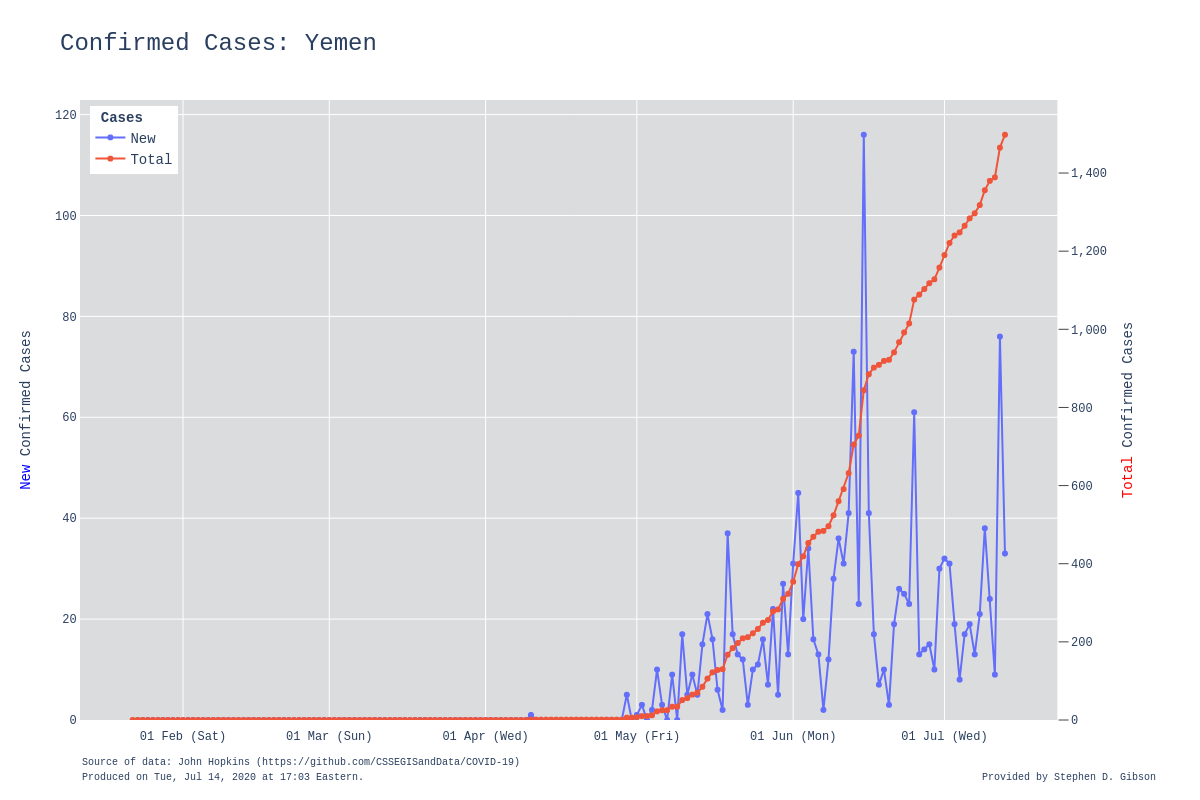 Confirmed Cases: Yemen
Cases
New
Total
120
100
80
60
40
20
0
New Confirmed Cases
1,400
1,200
1,000
800
600
400
200
0
Total Confirmed Cases
01 Feb (Sat)
01 Mar (Sun)
01 Apr (Wed)
01 May (Fri)
01 Jun (Mon)
01 Jul (Wed)
Source of data: John Hopkins (https://github.com/CSSEGISandData/COVID-19)
Produced on Tue, Jul 14, 2020 at 17:03 Eastern.
Provided by Stephen D. Gibson